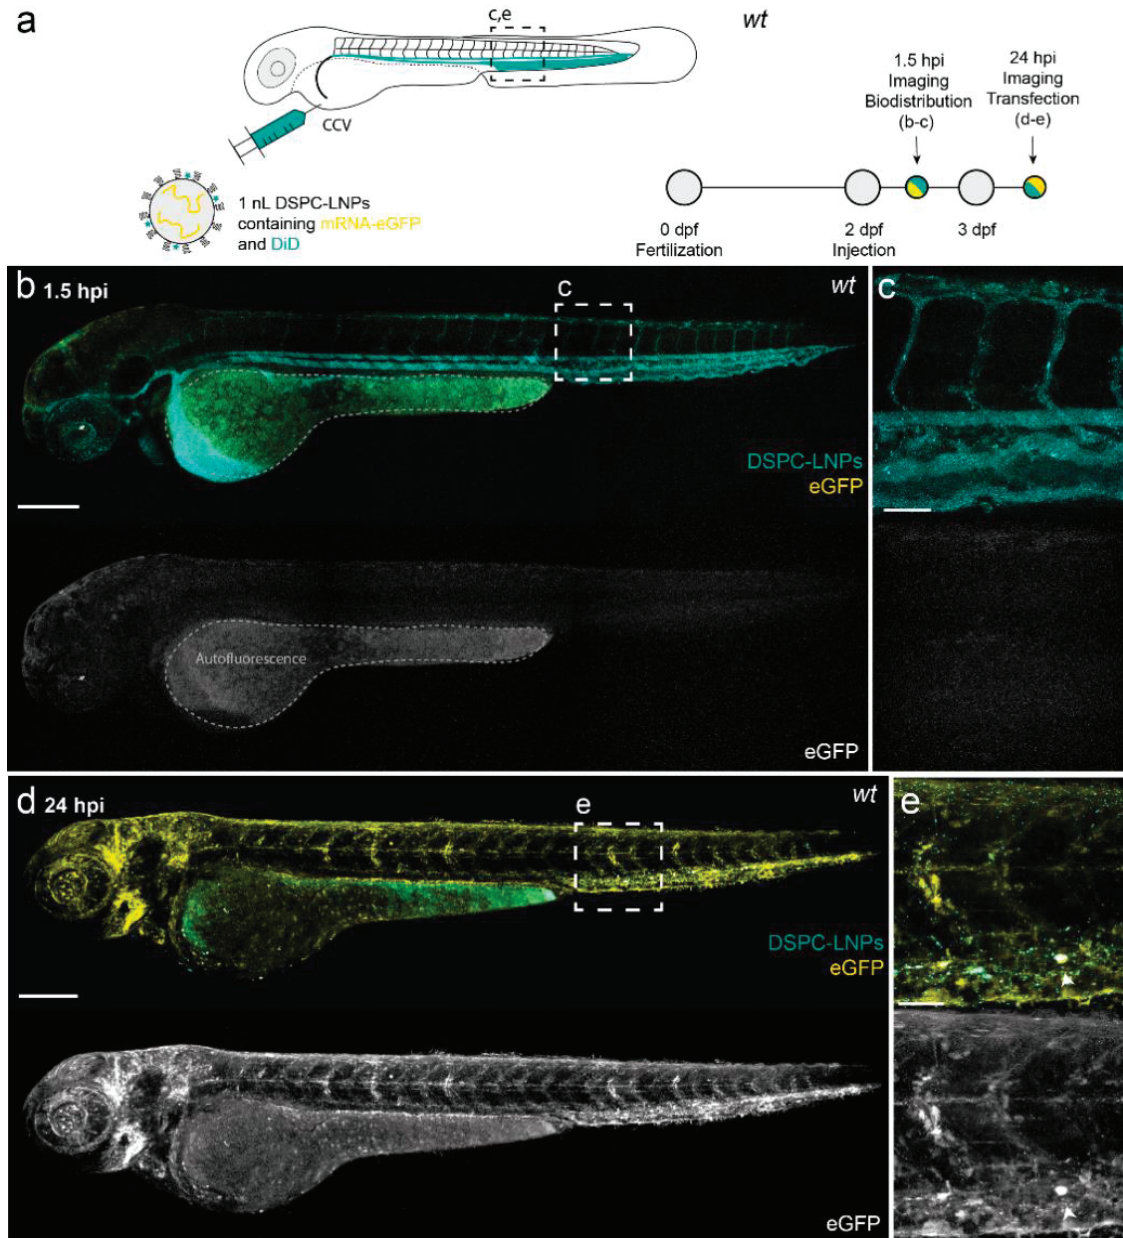 a
c,e
wt
CCV
1 nL DSPC-LNPs
containing mRNA-eGFP
and DiD
1.5 hpi
Imaging
Biodistribution
(b-c)
24 hpi
Imaging
Transfection
(d-e)
0 dpf
Fertilization
2 dpf
Injection
3 dpf
b 1.5 hpi
c
wt
DSPC-LNPs
eGFP
Autofluorescence
eGFP
c
d 24 hpi
e
wt
DSPC-LNPs
eGFP
eGFP
e